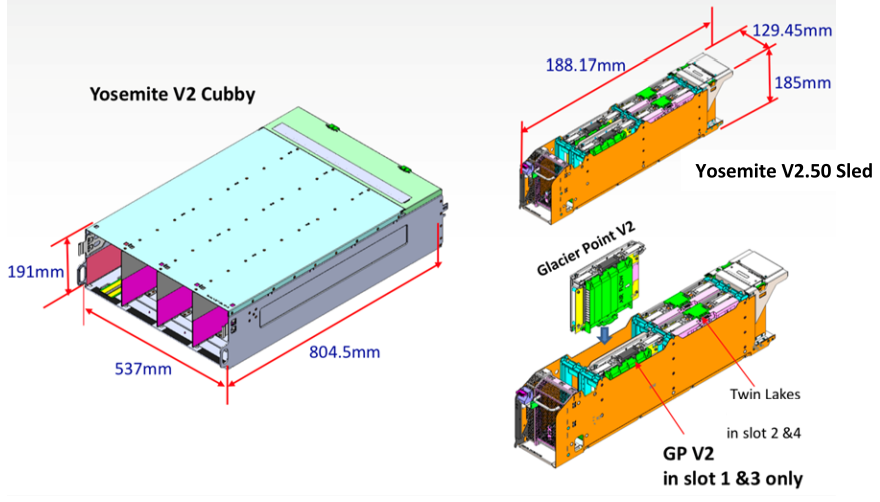 Yosemite V2 Cubby
191mm
537mm
804.5mm
188.17mm
129.45mm
185mm
Yosemite V2.50 Sled
Glacier Point V2
Twin Lakes
in slot 2 &4
GP V2
in slot 1 &3 only